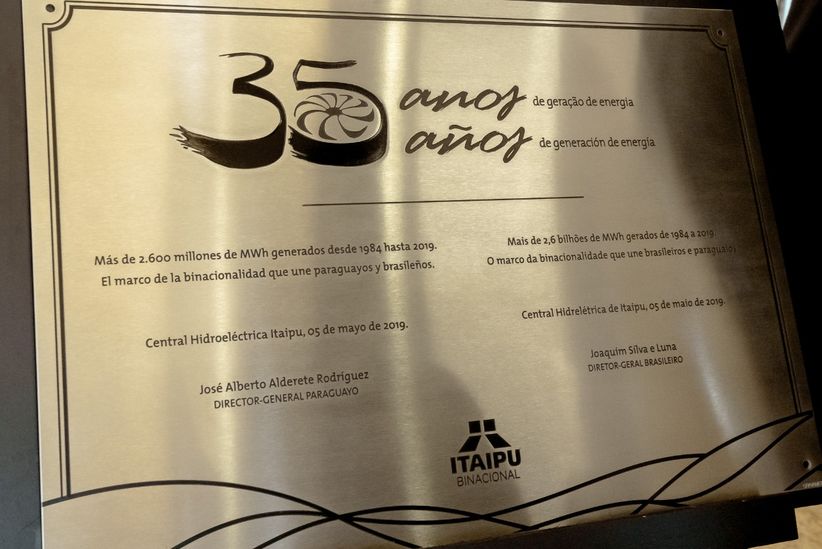 35 anos de geração de energia
años de generación de energía
Más de 2.600 millones de MWh generados desde 1984 hasta 2019.
El marco de la binacionalidad que une paraguayos y brasileños.
Central Hidroeléctrica Itaipu, 05 de mayo de 2019.
José Alberto Alderete Rodríguez
DIRECTOR-GENERAL PARAGUAYO
Mais de 2,6 bilhões de MWh gerados de 1984 a 2019.
O marco da binacionalidade que une brasileiros e paraguaios
Central Hidrelétrica de Itaipu, 05 de maio de 2019.
Joaquim Silva e Luna
DIRETOR-GERAL BRASILEIRO
ITAIPU
BINACIONAL